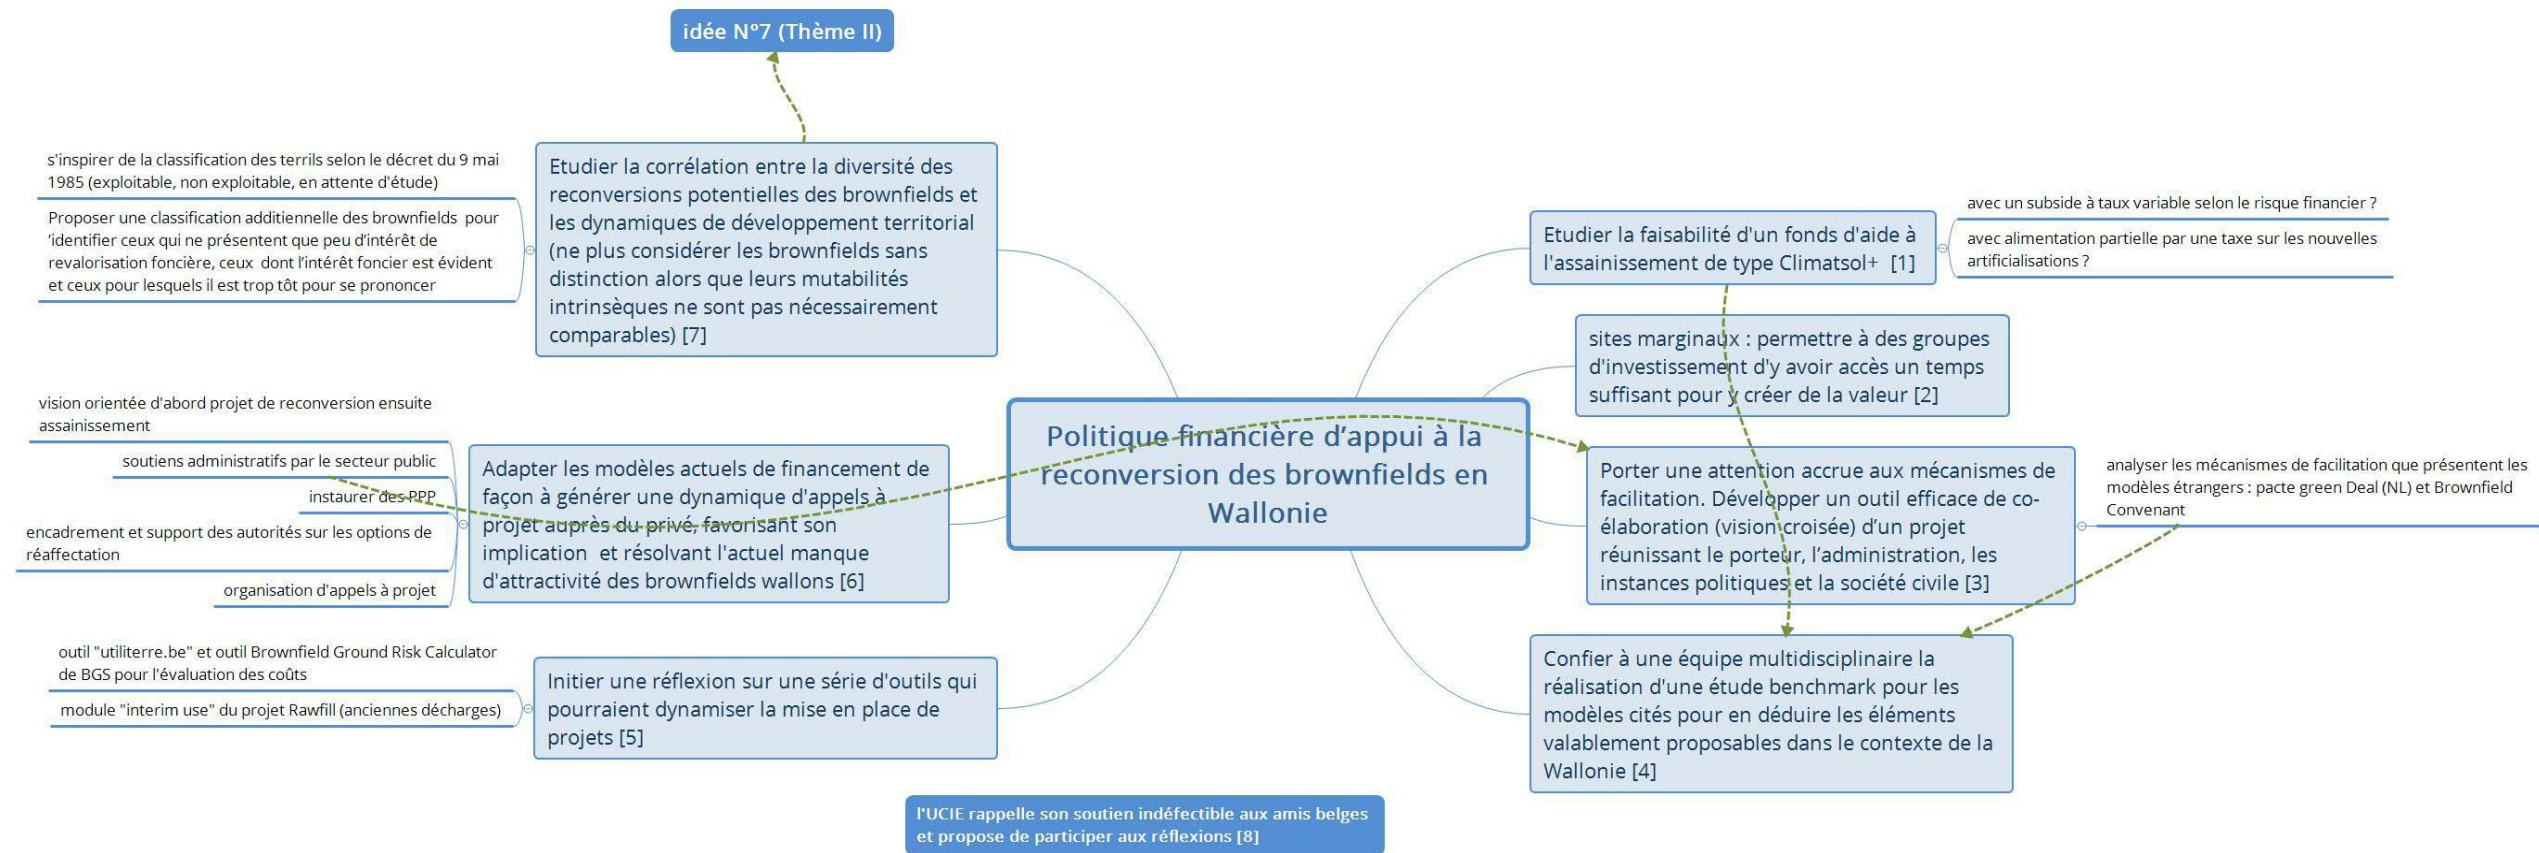 idée N°7 (Thème II)
s'inspirer de la classification des terrils selon le décret du 9 mai
1985 (exploitable, non exploitable, en attente d'étude)
Proposer une classification additiennelle des brownfields  pour
’identifier ceux qui ne présentent que peu d’intérêt de
revalorisation foncière, ceux  dont l’intérêt foncier est évident
et ceux pour lesquels il est trop tôt pour se prononcer
Etudier la corrélation entre la diversité des
reconversions potentielles des brownfields et
les dynamiques de développement territorial
(ne plus considérer les brownfields sans
distinction alors que leurs mutabilités
intrinsèques ne sont pas nécessairement
comparables) [7]
vision orientée d'abord projet de reconversion ensuite
assainissement
soutiens administratifs par le secteur public
instaurer des PPP
encadrement et support des autorités sur les options de
réaffectation
organisation d'appels à projet
Adapter les modèles actuels de financement de
façon à générer une dynamique d'appels à
projet auprès du privé, favorisant son
implication  et résolvant l'actuel manque
d'attractivité des brownfields wallons [6]
outil "utiliterre.be" et outil Brownfield Ground Risk Calculator
de BGS pour l'évaluation des coûts
module "interim use" du projet Rawfill (anciennes décharges)
Initier une réflexion sur une série d'outils qui
pourraient dynamiser la mise en place de
projets [5]
Politique financière d’appui à la
reconversion des brownfields en
Wallonie
Etudier la faisabilité d'un fonds d'aide à
l'assainissement de type Climatsol+  [1]
avec un subside à taux variable selon le risque financier ?
avec alimentation partielle par une taxe sur les nouvelles
artificialisations ?
sites marginaux : permettre à des groupes
d'investissement d'y avoir accès un temps
suffisant pour y créer de la valeur [2]
Porter une attention accrue aux mécanismes de
facilitation. Développer un outil efficace de co-
élaboration (vision croisée) d’un projet
réunissant le porteur, l’administration, les
instances politiques et la société civile [3]
analyser les mécanismes de facilitation que présentent les
modèles étrangers : pacte green Deal (NL) et Brownfield
Convenant
Confier à une équipe multidisciplinaire la
réalisation d'une étude benchmark pour les
modèles cités pour en déduire les éléments
valablement proposables dans le contexte de la
Wallonie [4]
l'UCIE rappelle son soutien indéfectible aux amis belges
et propose de participer aux réflexions [8]